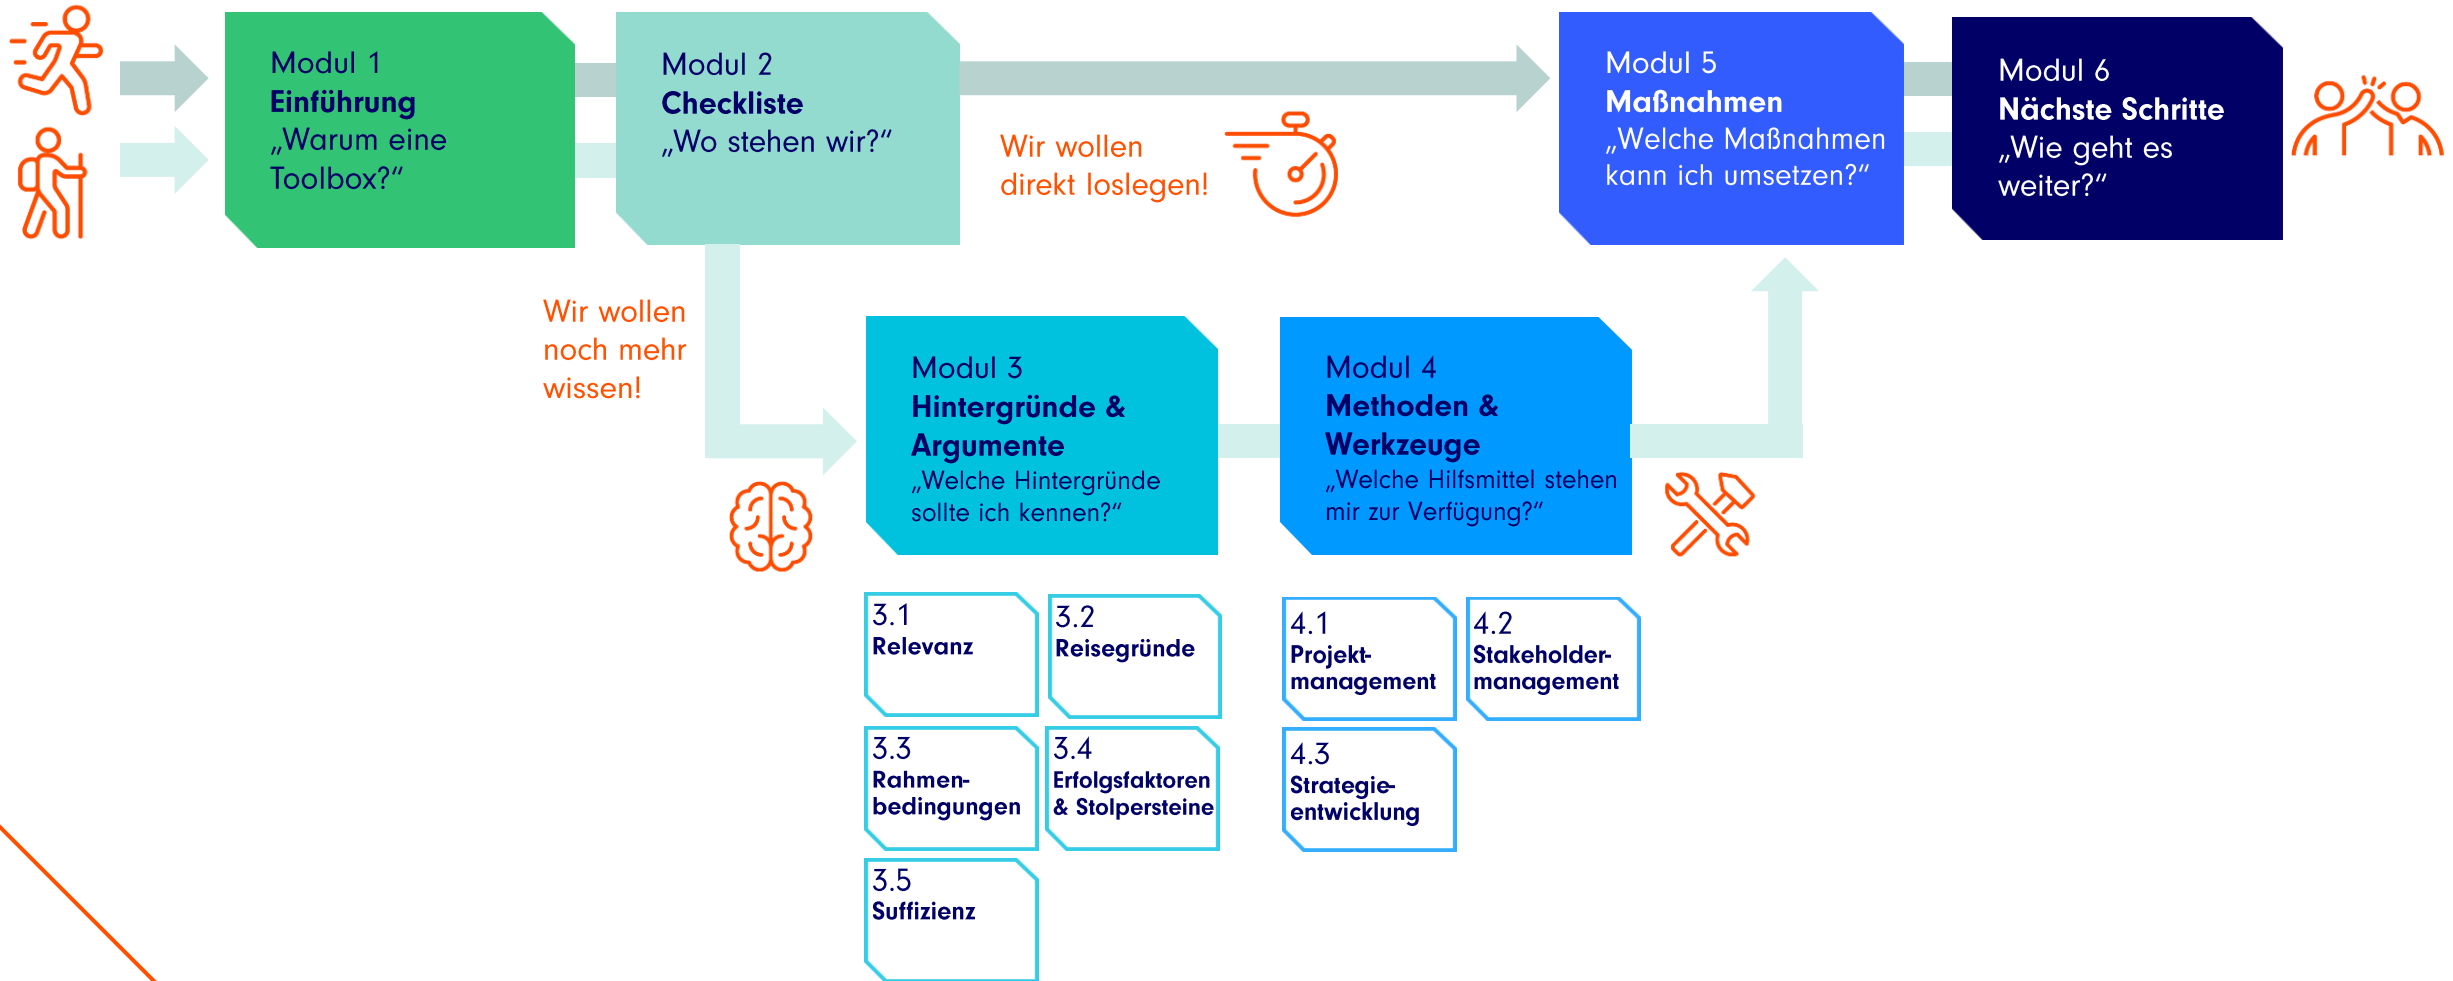 Modul 1
Einführung
„Warum eine
Toolbox?“
Modul 2
Checkliste
„Wo stehen wir?“
Wir wollen
direkt loslegen!
Modul 5
Maßnahmen
„Welche Maßnahmen
kann ich umsetzen?“
Modul 6
Nächste Schritte
„Wie geht es
weiter?“
Wir wollen
noch mehr
wissen!
Modul 3
Hintergründe &
Argumente
„Welche Hintergründe
sollte ich kennen?“
Modul 4
Methoden &
Werkzeuge
„Welche Hilfsmittel stehen
mir zur Verfügung?“
3.1
Relevanz
3.2
Reisegründe
3.3
Rahmen-
bedingungen
3.4
Erfolgsfaktoren
& Stolpersteine
3.5
Suffizienz
4.1
Projekt-
management
4.2
Stakeholder-
management
4.3
Strategie-
entwicklung